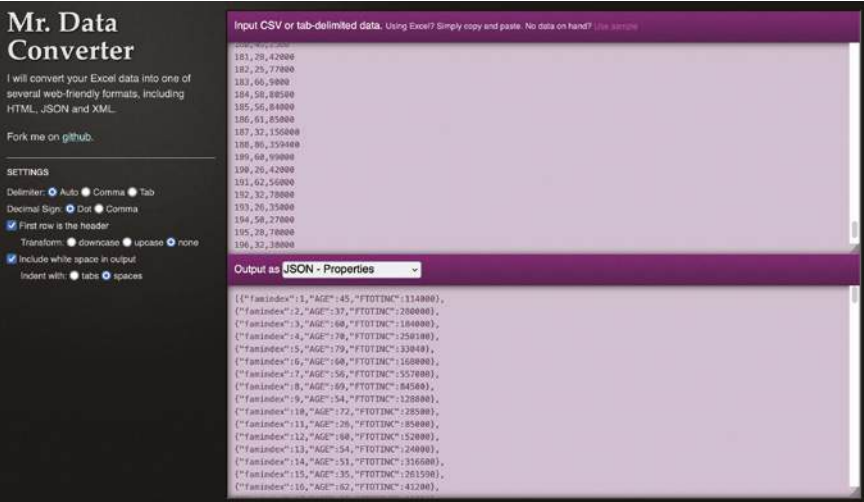 Mr. Data
Converter
I will convert your Excel data into one of
several web-friendly formats, including
HTML, JSON and XML.
Fork me on github.
SETTINGS
Delimiter: Auto Comma Tab
Decimal Sign: Dot Comma
First row is the header
Transform: downcase upcase none
Include white space in output
Indent with: tabs spaces
Input CSV or tab-delimited data. Using Excel? Simply copy and paste. No data on hand? Use sample
181,29,42000
182,25,77000
183,66,9000
184,58,80500
185,56,84000
186,61,85000
187,32,156000
188,86,359400
189,60,99000
190,26,42000
191,62,56000
192,32,78000
193,26,35000
194,50,27000
195,28,70000
196,32,38000
Output as JSON - Properties
[{"famindex":1,"AGE":45,"FTOTINC":114000},
{"famindex":2,"AGE":37,"FTOTINC":280000},
{"famindex":3,"AGE":60,"FTOTINC":184000},
{"famindex":4,"AGE":70,"FTOTINC":250100},
{"famindex":5,"AGE":79,"FTOTINC":33040},
{"famindex":6,"AGE":60,"FTOTINC":160000},
{"famindex":7,"AGE":56,"FTOTINC":557000},
{"famindex":8,"AGE":69,"FTOTINC":84500},
{"famindex":9,"AGE":54,"FTOTINC":128800},
{"famindex":10,"AGE":72,"FTOTINC":28500},
{"famindex":11,"AGE":26,"FTOTINC":85000},
{"famindex":12,"AGE":60,"FTOTINC":52000},
{"famindex":13,"AGE":54,"FTOTINC":24000},
{"famindex":14,"AGE":51,"FTOTINC":316600},
{"famindex":15,"AGE":35,"FTOTINC":261590},
{"famindex":16,"AGE":62,"FTOTINC":41200},